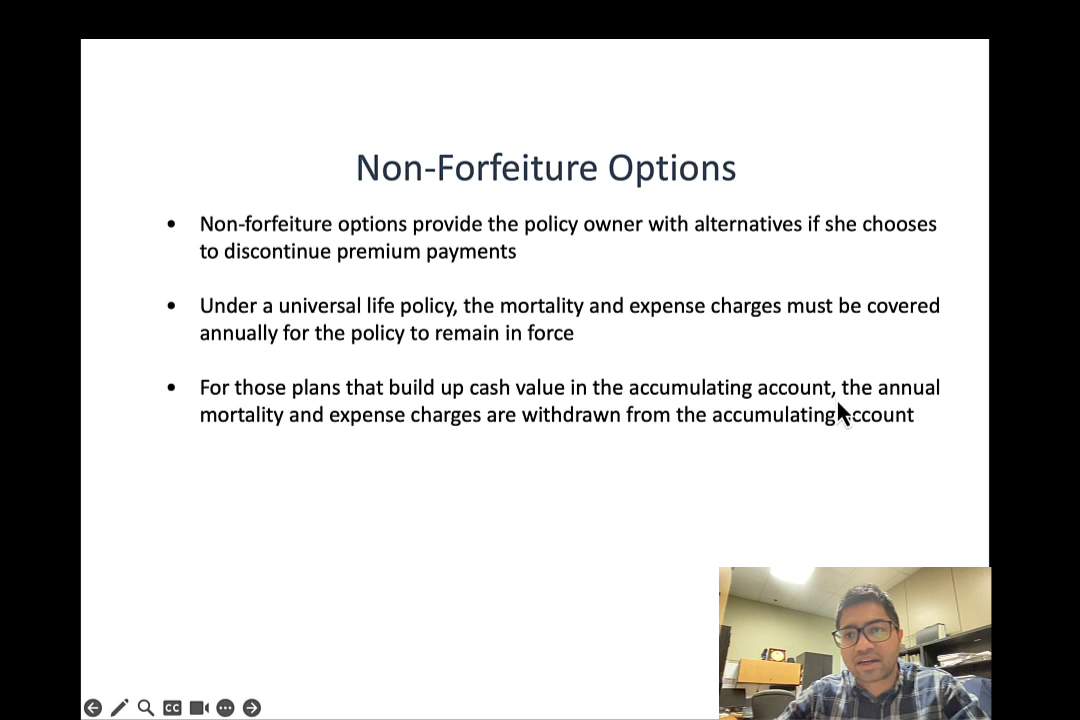 Non-Forfeiture Options
• Non-forfeiture options provide the policy owner with alternatives if she chooses
to discontinue premium payments
• Under a universal life policy, the mortality and expense charges must be covered
annually for the policy to remain in force
• For those plans that build up cash value in the accumulating account, the annual
mortality and expense charges are withdrawn from the accumulating account
CC